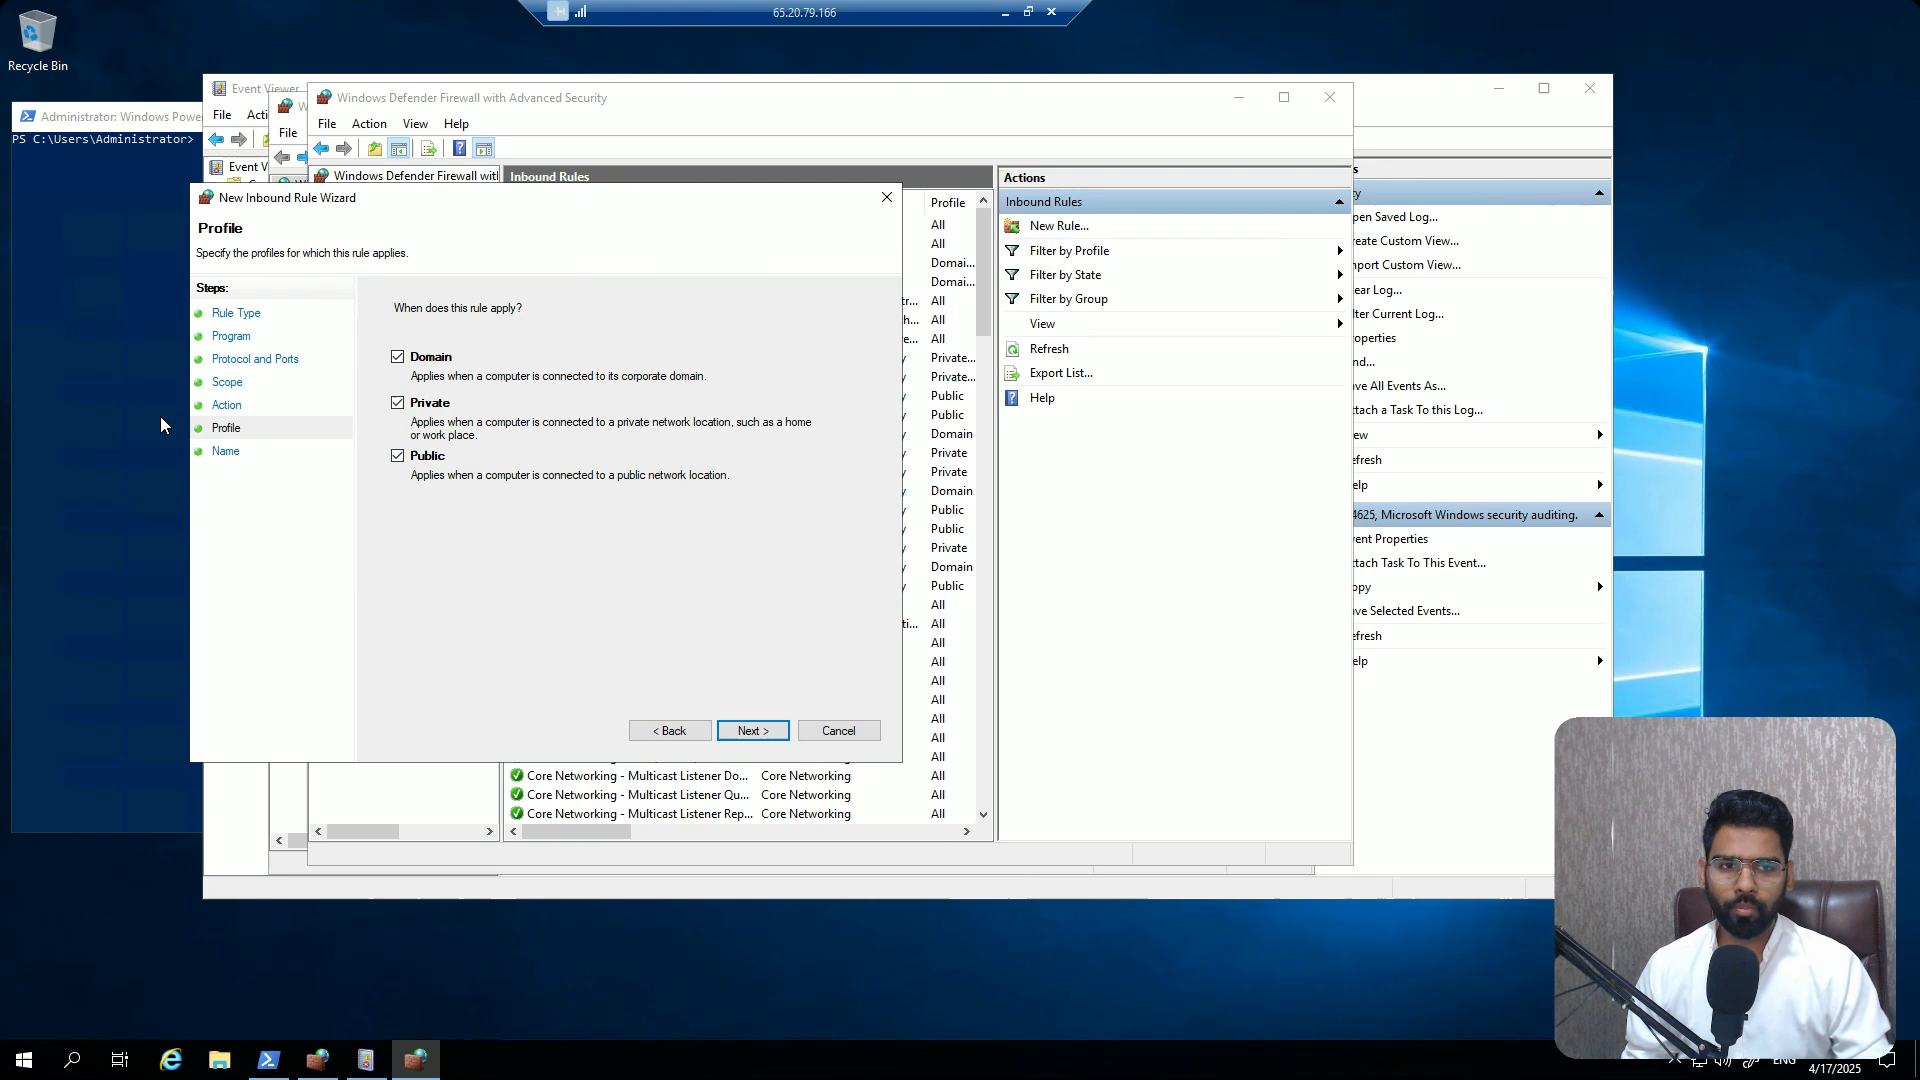 65.20.79.166
Recycle Bin
Event Viewer
File
Administrator: Windows Powe
PS C:\Users\Administrator>
Event V
File
Windows Defender Firewall with Advanced Security
File Action View Help
Windows Defender Firewall wit
Inbound Rules
New Inbound Rule Wizard
Profile
Specify the profiles for which this rule applies.
Steps:
Rule Type
Program
Protocol and Ports
Scope
Action
Profile
Name
When does this rule apply?
Domain
Applies when a computer is connected to its corporate domain.
Private
Applies when a computer is connected to a private network location, such as a home
or work place.
Public
Applies when a computer is connected to a public network location.
< Back
Next >
Cancel
Profile
All
All
Domai...
Domai...
All
All
All
Private...
Private...
Public
Public
Domain
Private
Private
Domain
Public
Public
Private
Domain
Public
All
All
All
All
All
All
All
All
All
Core Networking - Multicast Listener Do... Core Networking All
Core Networking - Multicast Listener Qu... Core Networking All
Core Networking - Multicast Listener Rep... Core Networking All
Actions
Inbound Rules
New Rule...
Filter by Profile
Filter by State
Filter by Group
View
Refresh
Export List...
Help
pen Saved Log...
reate Custom View...
nport Custom View...
ear Log...
lter Current Log...
operties
nd...
ve All Events As...
ttach a Task To this Log...
ew
efresh
elp
4625, Microsoft Windows security auditing.
vent Properties
ttach Task To This Event...
opy
ve Selected Events...
efresh
elp
ENG
4/17/2025